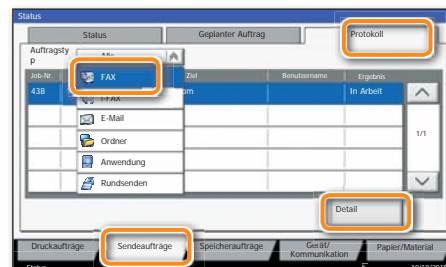 Status
Status Geplanter Auftrag Protokoll
Auftragsty
p
Alle
Job-Nr. Ziel Benutzername Ergebnis
FAX
438 In Arbeit
I-FAX
E-Mail
1/1
Ordner
Anwendung
Rundsenden
Detail
Druckaufträge Sendeaufträge Speicheraufträge Gerät/
Kommunikation Papier/Material
Status